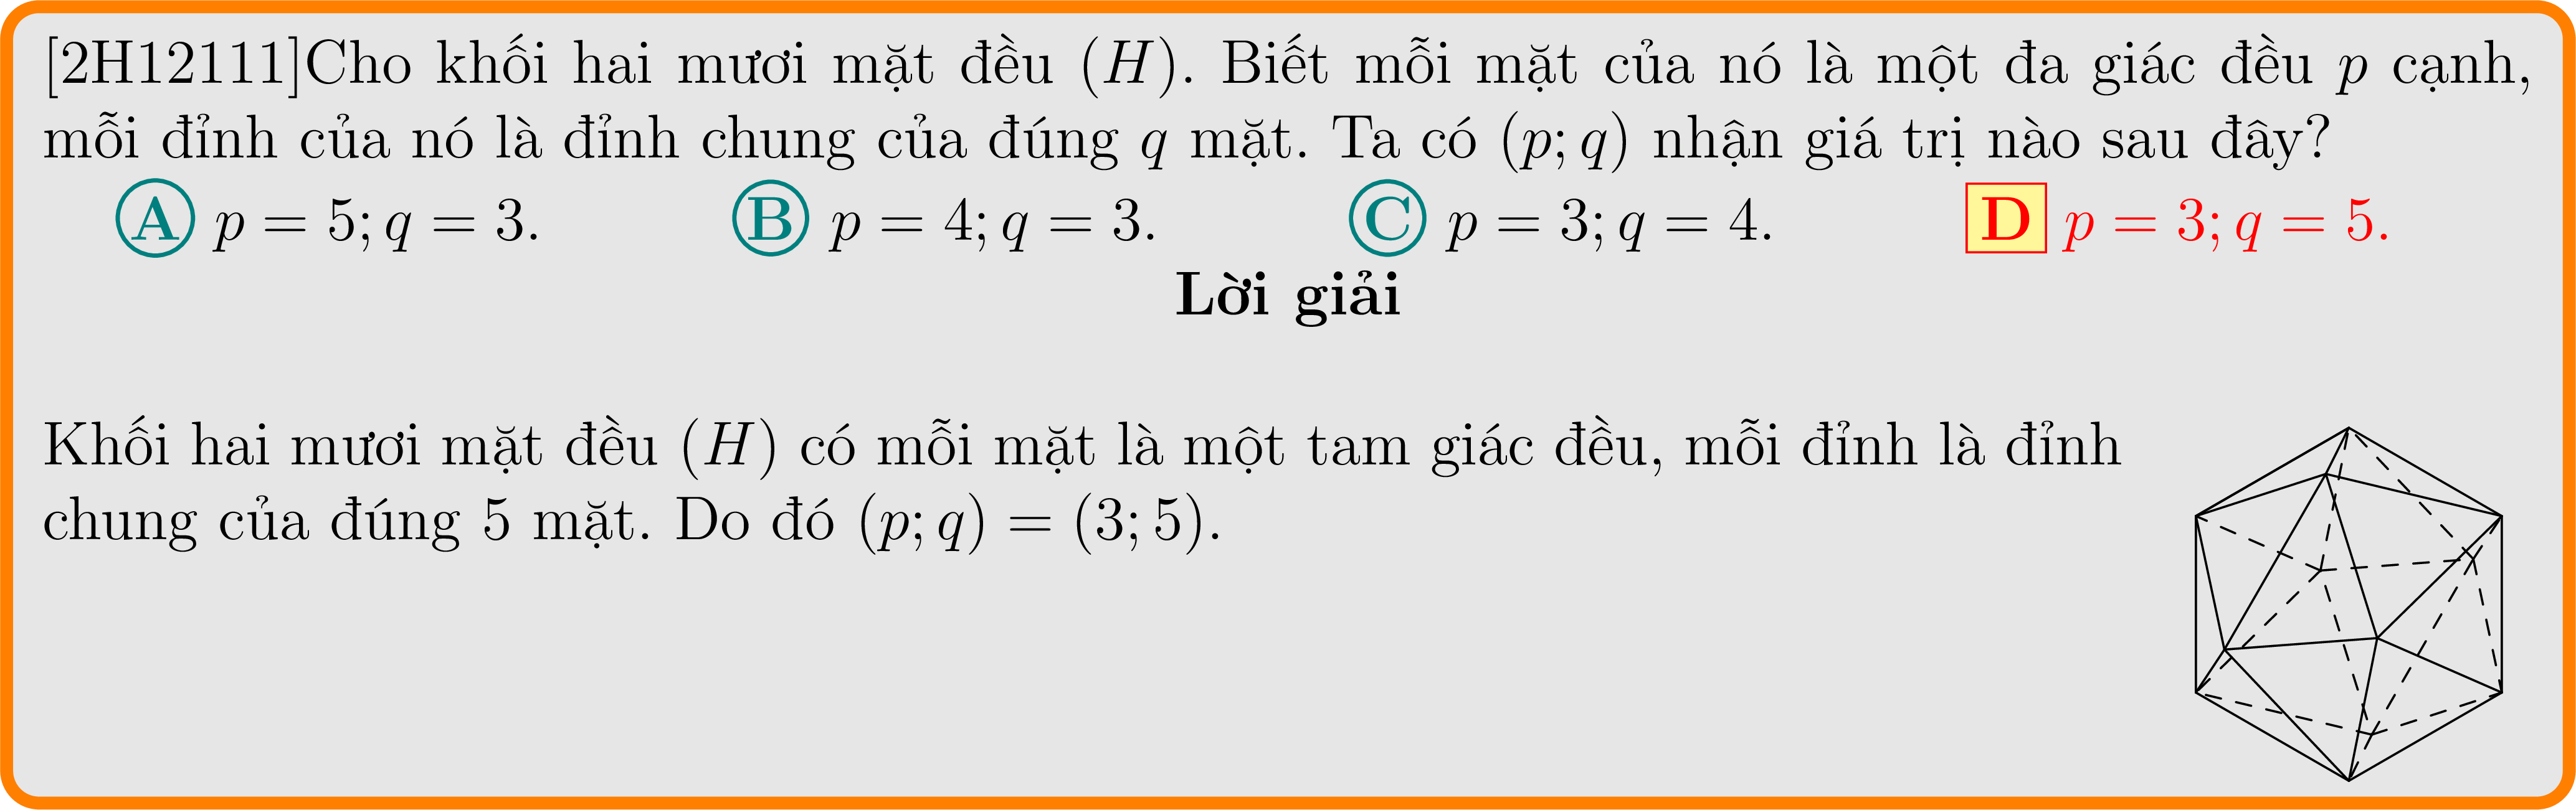 [2H12111]Cho khối hai mươi mặt đều (H). Biết mỗi mặt của nó là một đa giác đều p cạnh,
mỗi đỉnh của nó là đỉnh chung của đúng q mặt. Ta có (p; q) nhận giá trị nào sau đây?
A p = 5; q = 3. B p = 4; q = 3. C p = 3; q = 4. D p = 3; q = 5.
Lời giải
Khối hai mươi mặt đều (H) có mỗi mặt là một tam giác đều, mỗi đỉnh là đỉnh
chung của đúng 5 mặt. Do đó (p; q) = (3; 5).